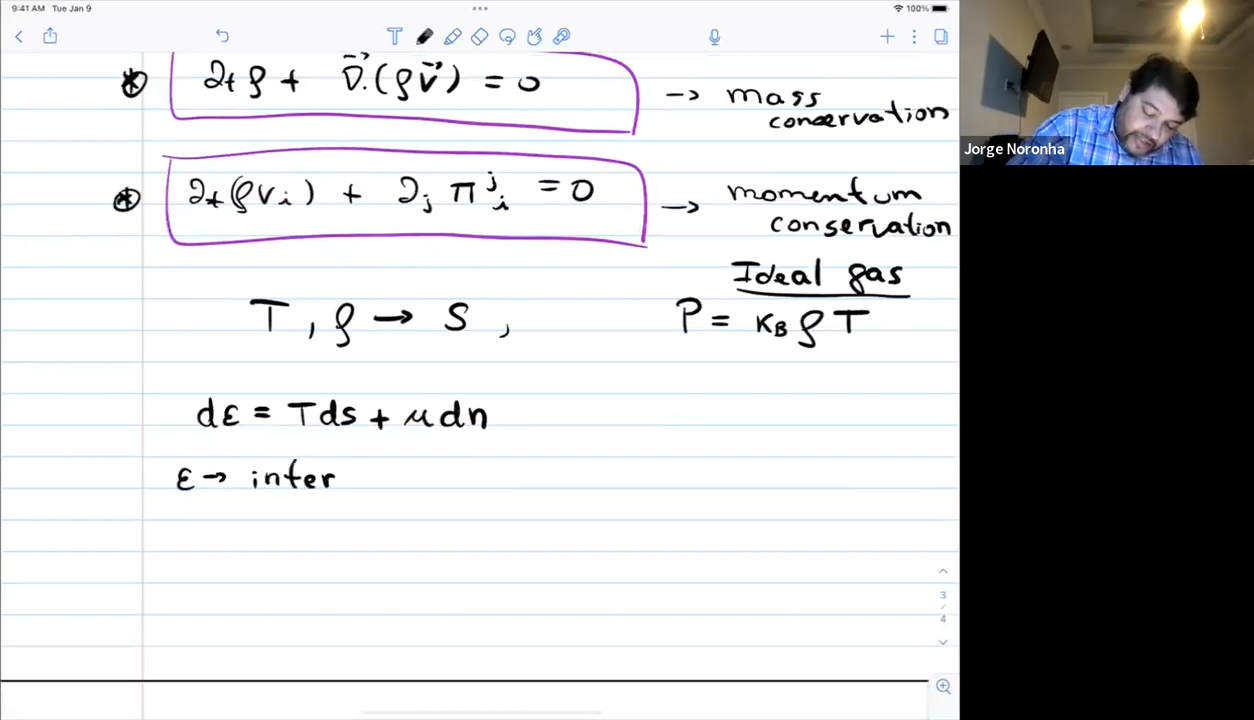 9:41 AM Tue Jan 9
100%
* ∂ₜρ + ∇⃗·(ρv⃗) = 0 → mass conservation
* ∂ₜ(ρvᵢ) + ∂ⱼ Πʲᵢ = 0 → momentum conservation
Ideal gas
T, ρ → S,
P = K_B ρ T
dε = Tds + μdn
ε → inter
Jorge Noronha
3
/
4